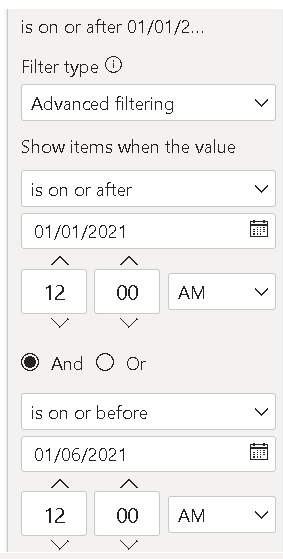 is on or after 01/01/2...
Filter type
Advanced filtering
Show items when the value
is on or after
01/01/2021
12 00 AM
And Or
is on or before
01/06/2021
12 00 AM